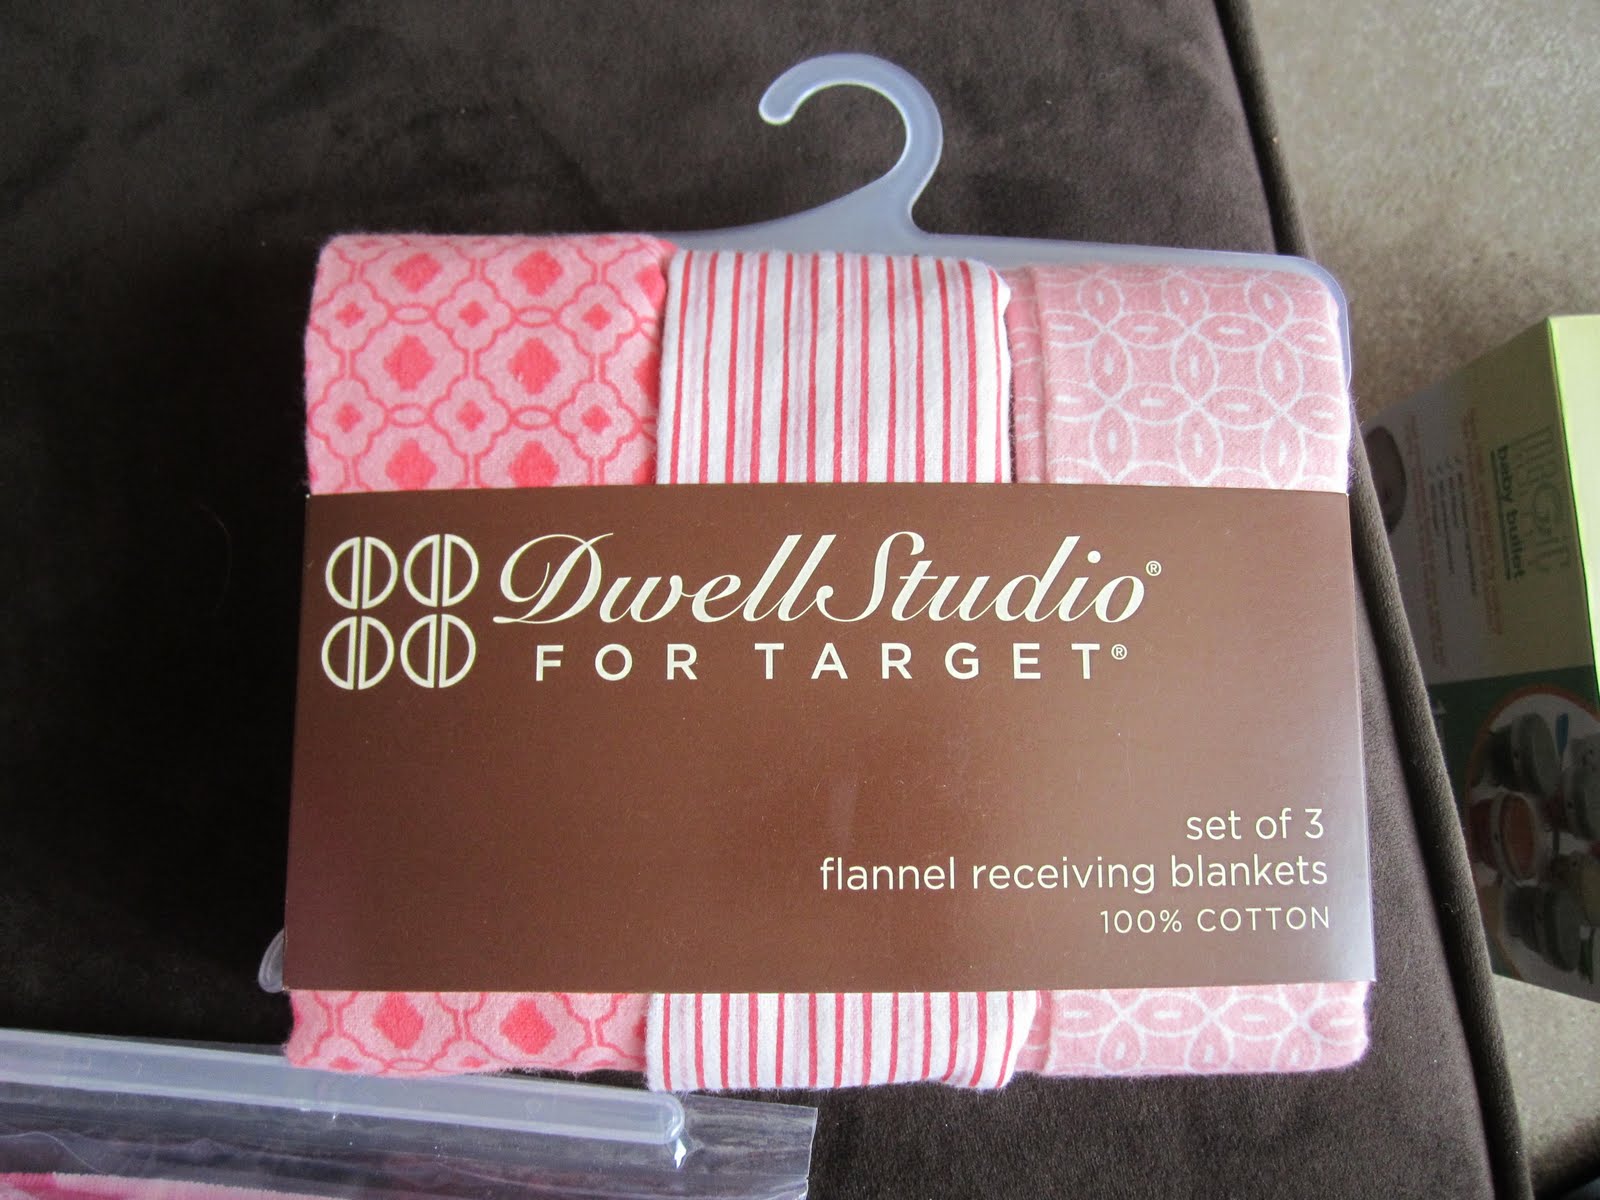 DwellStudio®
FOR TARGET®
set of 3
flannel receiving blankets
100% COTTON
baby bullet